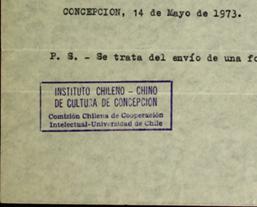 CONCEPCION, 14 de Mayo de 1973.
P. S. - Se trata del envío de una
INSTITUTO CHILENO - CHINO
DE CULTURA DE CONCEPCION
Comisión Chilena de Cooperación
Intelectual-Universidad de Chile